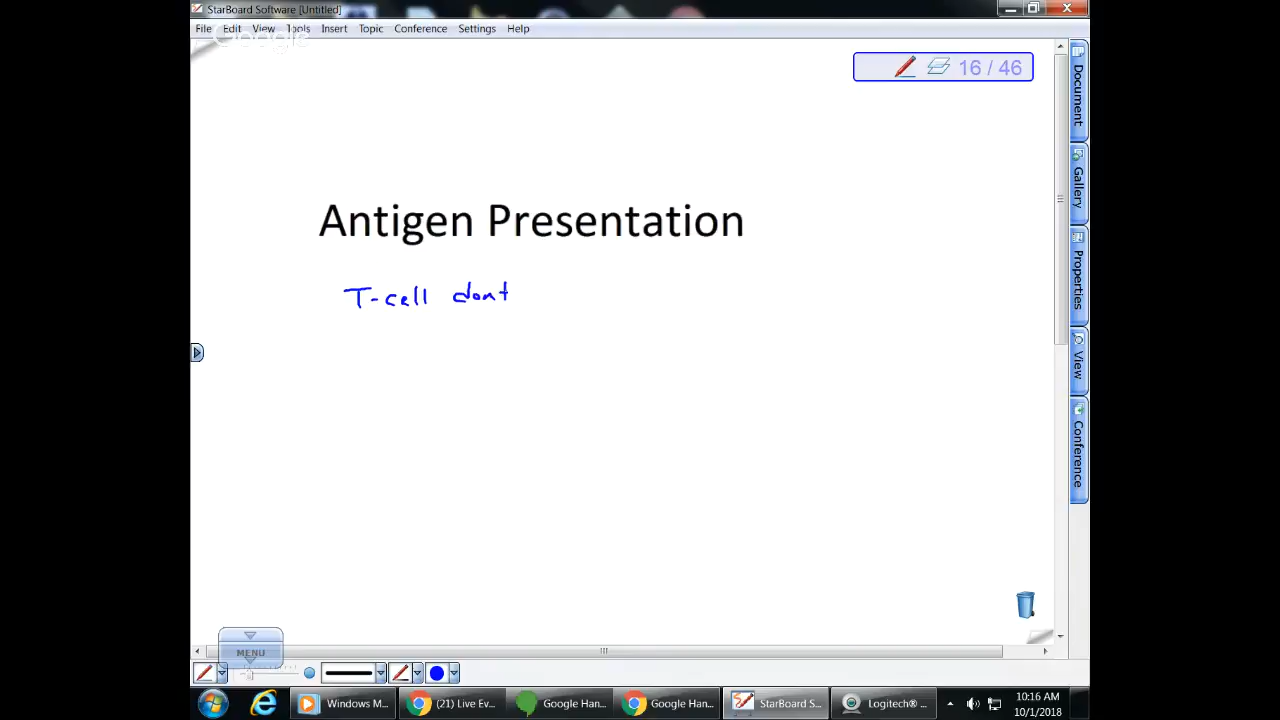 StarBoard Software [Untitled]
File Edit View Tools Insert Topic Conference Settings Help
Google
16 / 46
Document
Gallery
Properties
View
Conference
Antigen Presentation
T-cell dont
MENU
Windows M... (21) Live Ev... Google Han... Google Han... StarBoard S... Logitech® ... 10:16 AM
10/1/2018